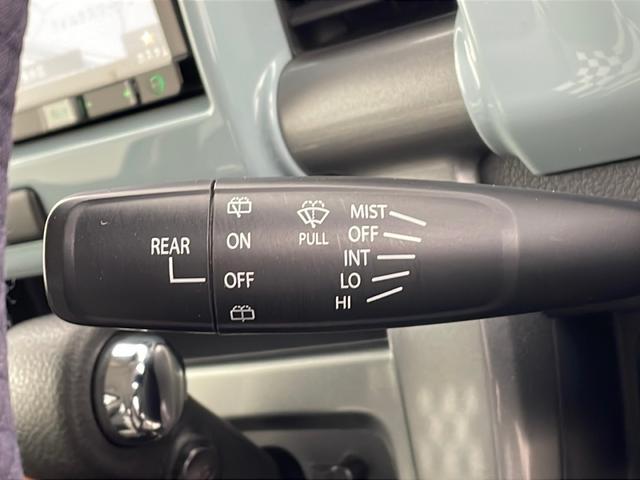 REAR
ON
OFF
PULL
MIST
OFF
INT
LO
HI